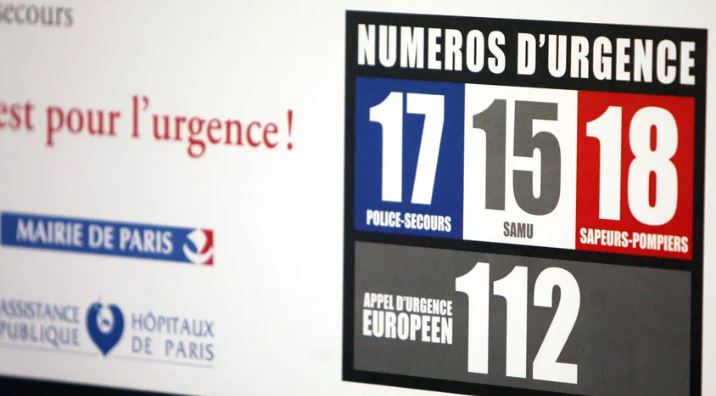 secours
est pour l'urgence !
MAIRIE DE PARIS
ASSISTANCE
PUBLIQUE
HÔPITAUX
DE PARIS
NUMEROS D'URGENCE
17
POLICE-SECOURS
15
SAMU
18
SAPEURS-POMPIERS
APPEL D'URGENCE
EUROPEEN
112